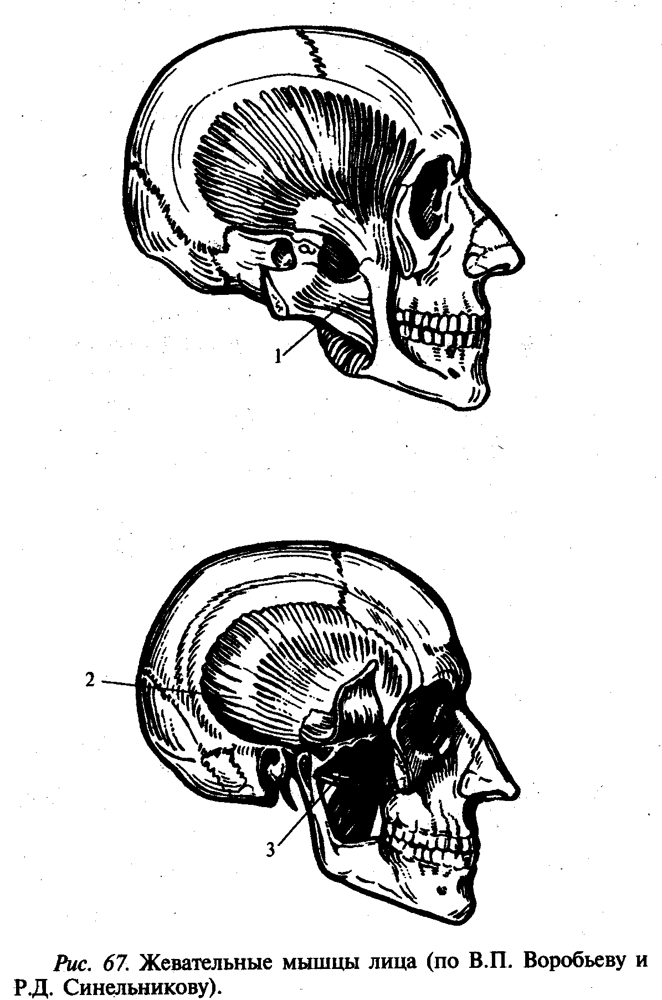 1
2
3
Рис. 67. Жевательные мышцы лица (по В.П. Воробьеву и
Р.Д. Синельникову).